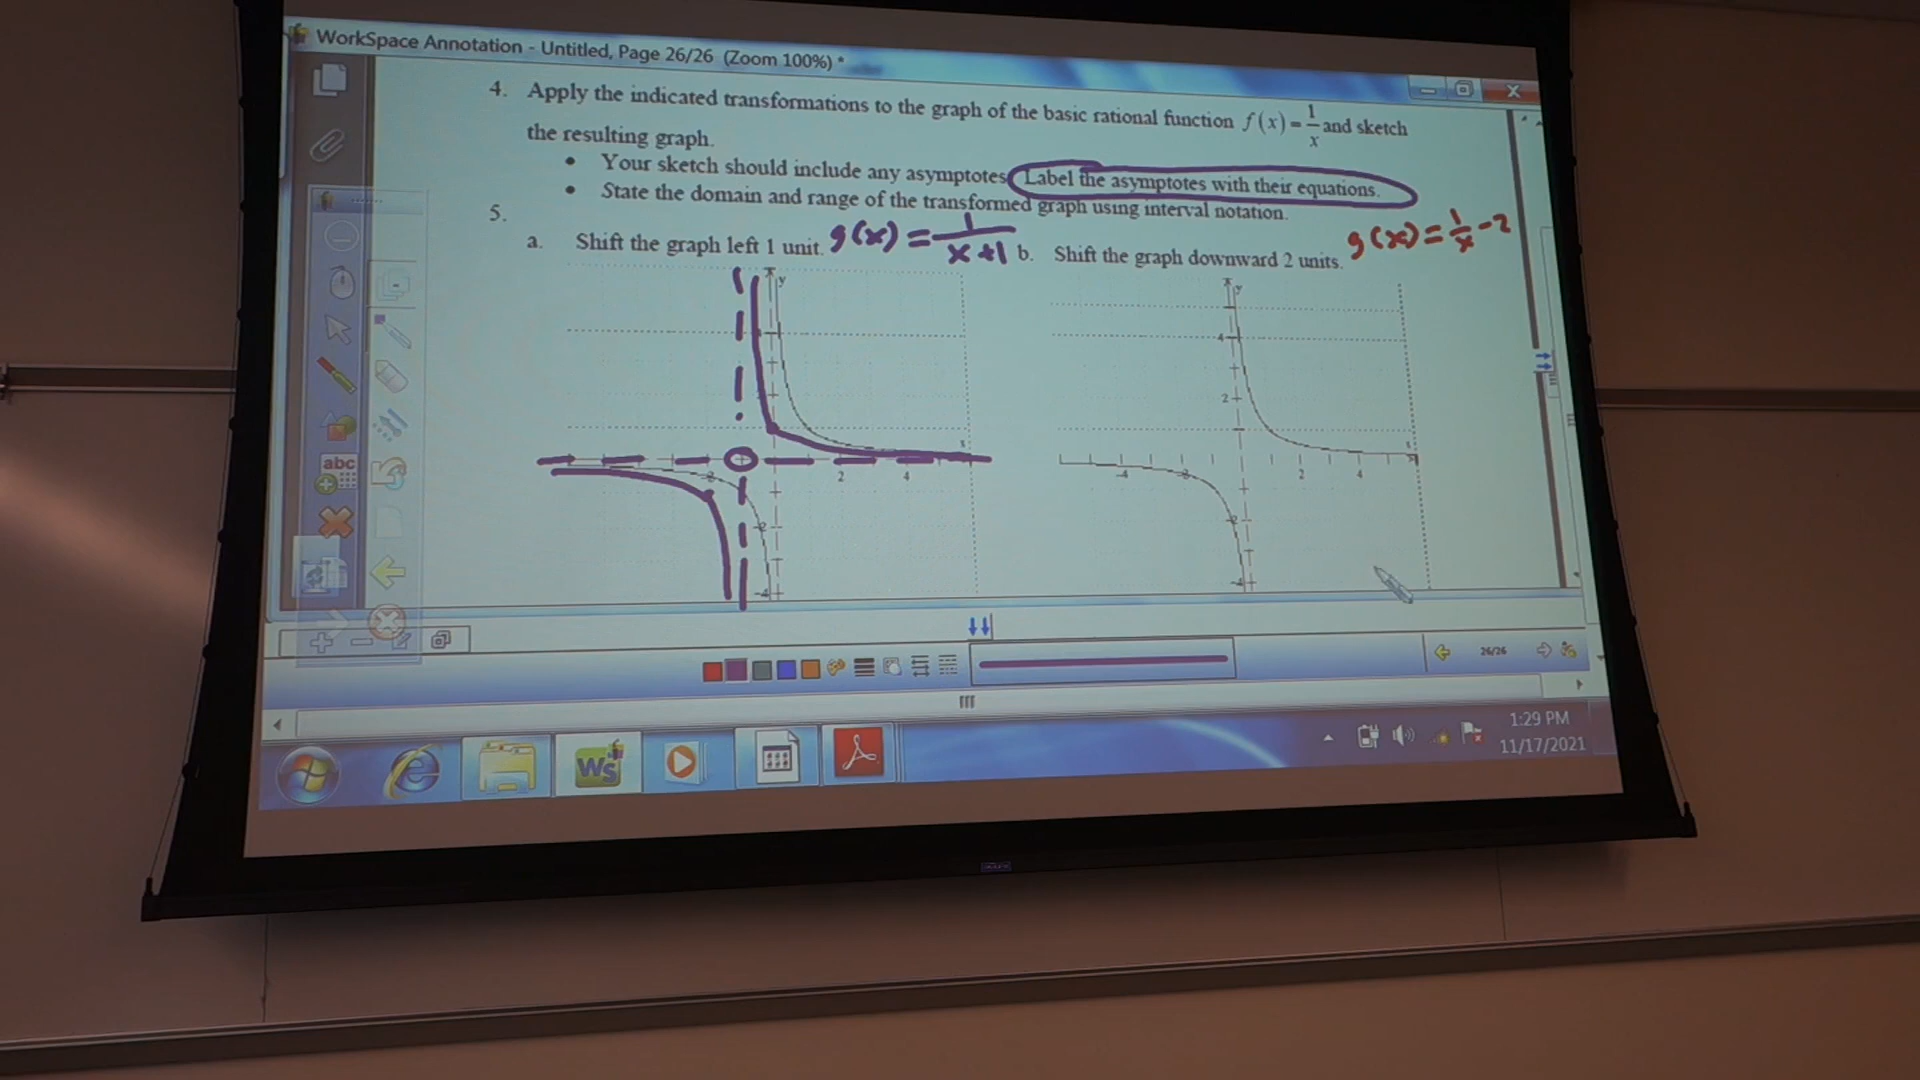 WorkSpace Annotation - Untitled, Page 26/26 (Zoom 100%) *
4. Apply the indicated transformations to the graph of the basic rational function f(x) = 1/x and sketch
the resulting graph.
• Your sketch should include any asymptotes Label the asymptotes with their equations.
• State the domain and range of the transformed graph using interval notation.
5.
a. Shift the graph left 1 unit. g(x) = 1/(x+1) b. Shift the graph downward 2 units. g(x) = 1/x - 2
y y
4
2
2 4 -4 2 4
-2 -2
-4 -4
abc
26/26
Ws
1:29 PM
11/17/2021